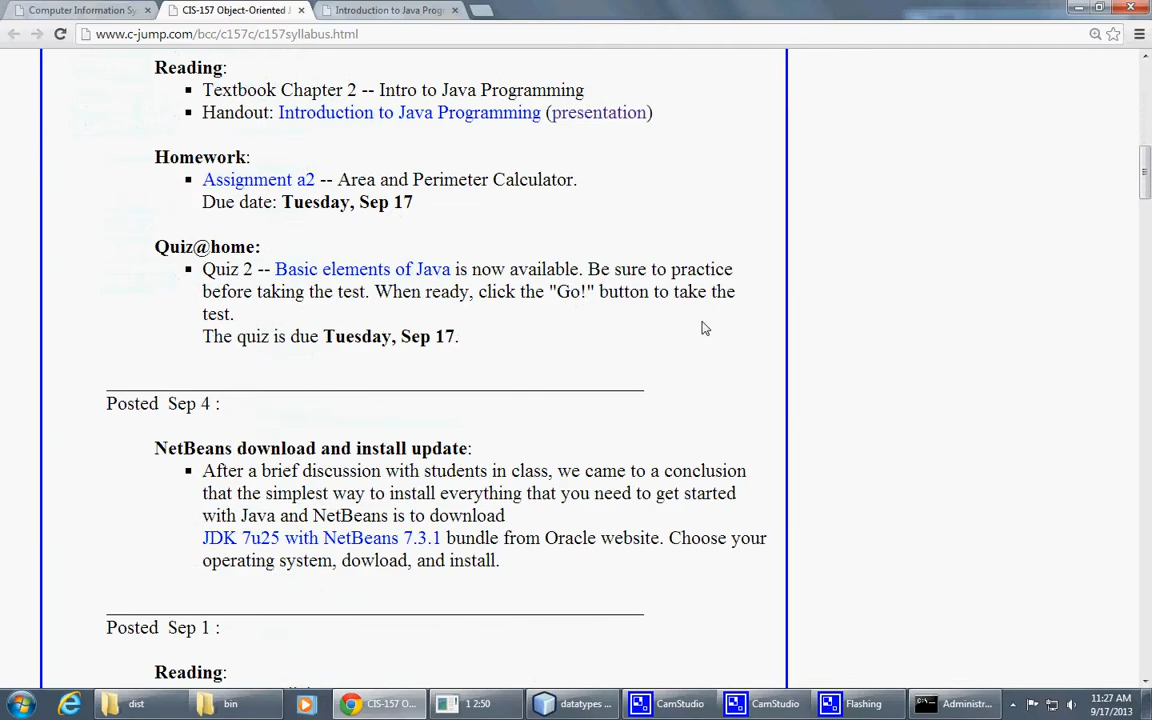 Computer Information Sy
CIS-157 Object-Oriented J
Introduction to Java Prog
www.c-jump.com/bcc/c157c/c157syllabus.html
Reading:
Textbook Chapter 2 -- Intro to Java Programming
Handout: Introduction to Java Programming (presentation)
Homework:
Assignment a2 -- Area and Perimeter Calculator.
Due date: Tuesday, Sep 17
Quiz@home:
Quiz 2 -- Basic elements of Java is now available. Be sure to practice
before taking the test. When ready, click the "Go!" button to take the
test.
The quiz is due Tuesday, Sep 17.
Posted Sep 4 :
NetBeans download and install update:
After a brief discussion with students in class, we came to a conclusion
that the simplest way to install everything that you need to get started
with Java and NetBeans is to download
JDK 7u25 with NetBeans 7.3.1 bundle from Oracle website. Choose your
operating system, dowload, and install.
Posted Sep 1 :
Reading:
dist
bin
CIS-157 O...
1 2:50
datatypes ...
CamStudio
CamStudio
Flashing
Administr...
11:27 AM
9/17/2013